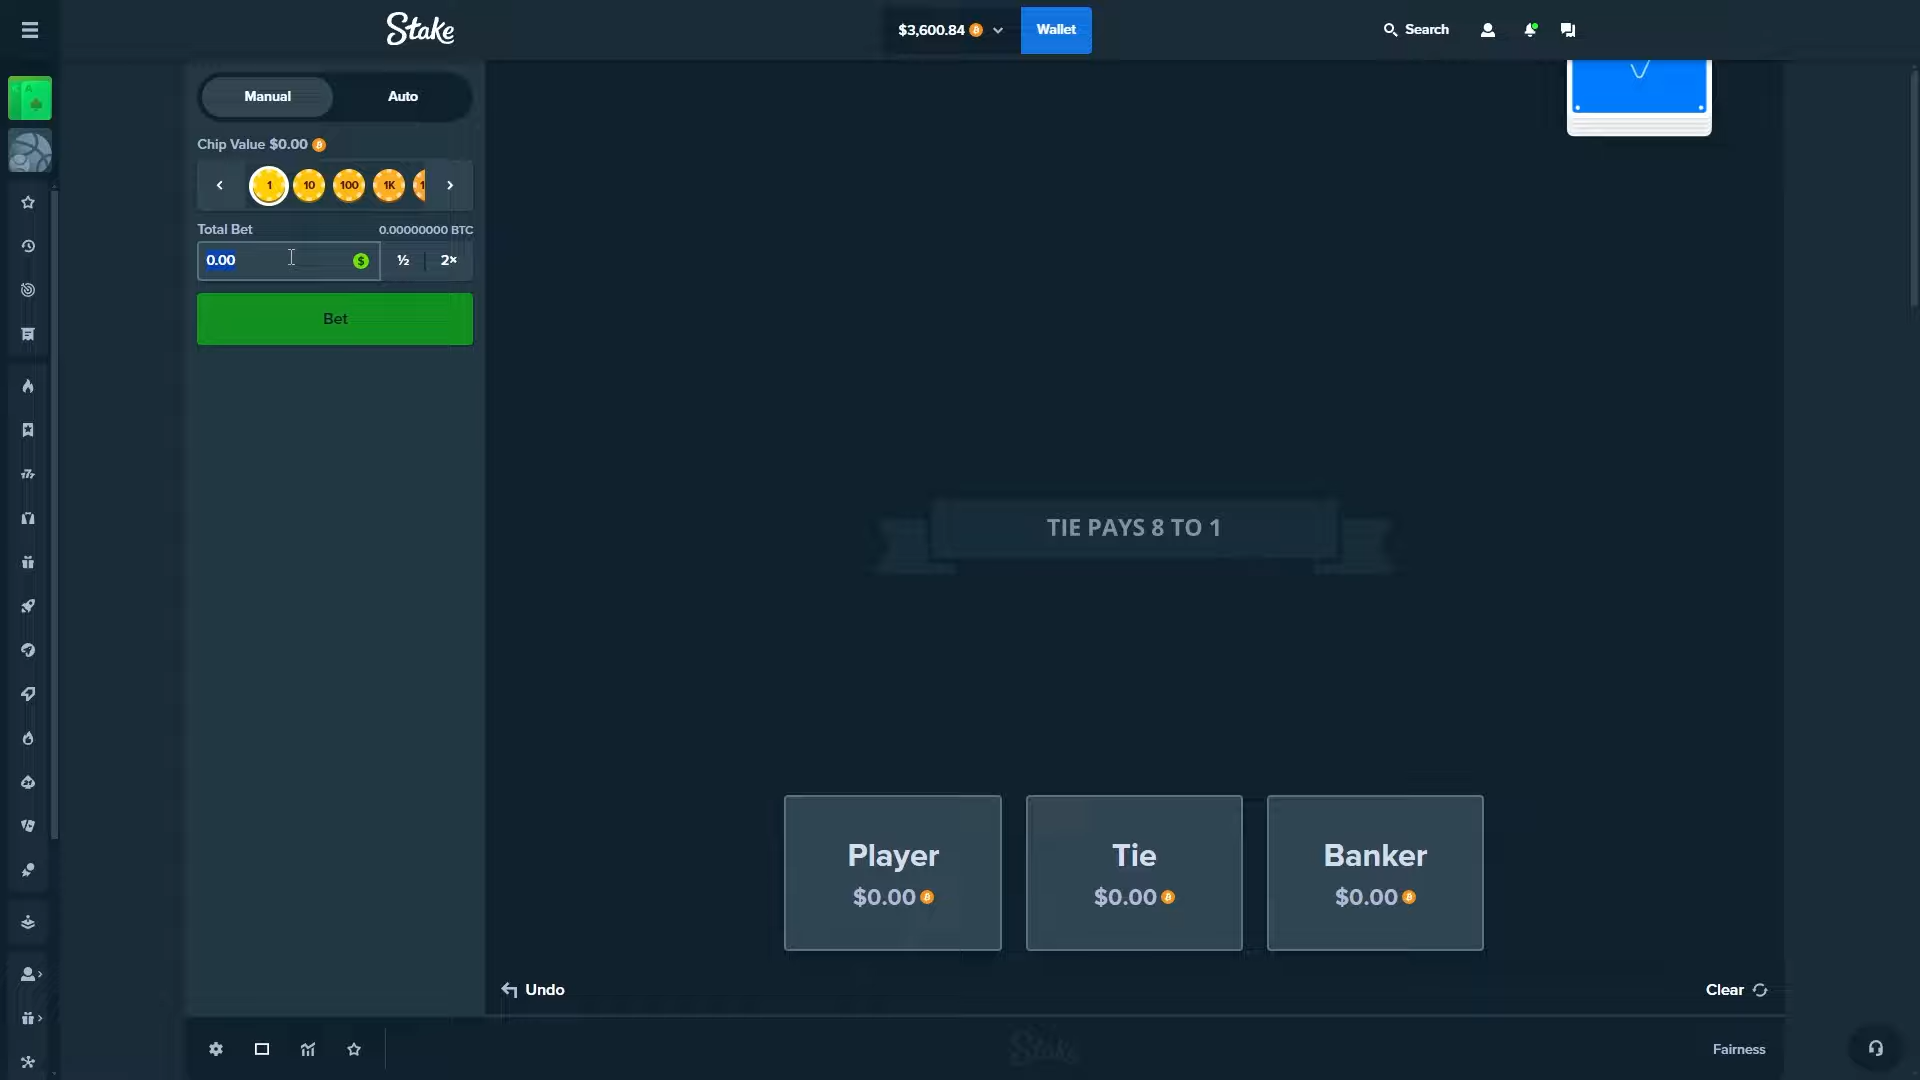 Stake
$3,600.84
Wallet
Search
Manual
Auto
Chip Value $0.00
1
10
100
1K
1
Total Bet
0.00000000 BTC
0.00
½
2×
Bet
TIE PAYS 8 TO 1
Player
$0.00
Tie
$0.00
Banker
$0.00
Undo
Clear
Stake
Fairness